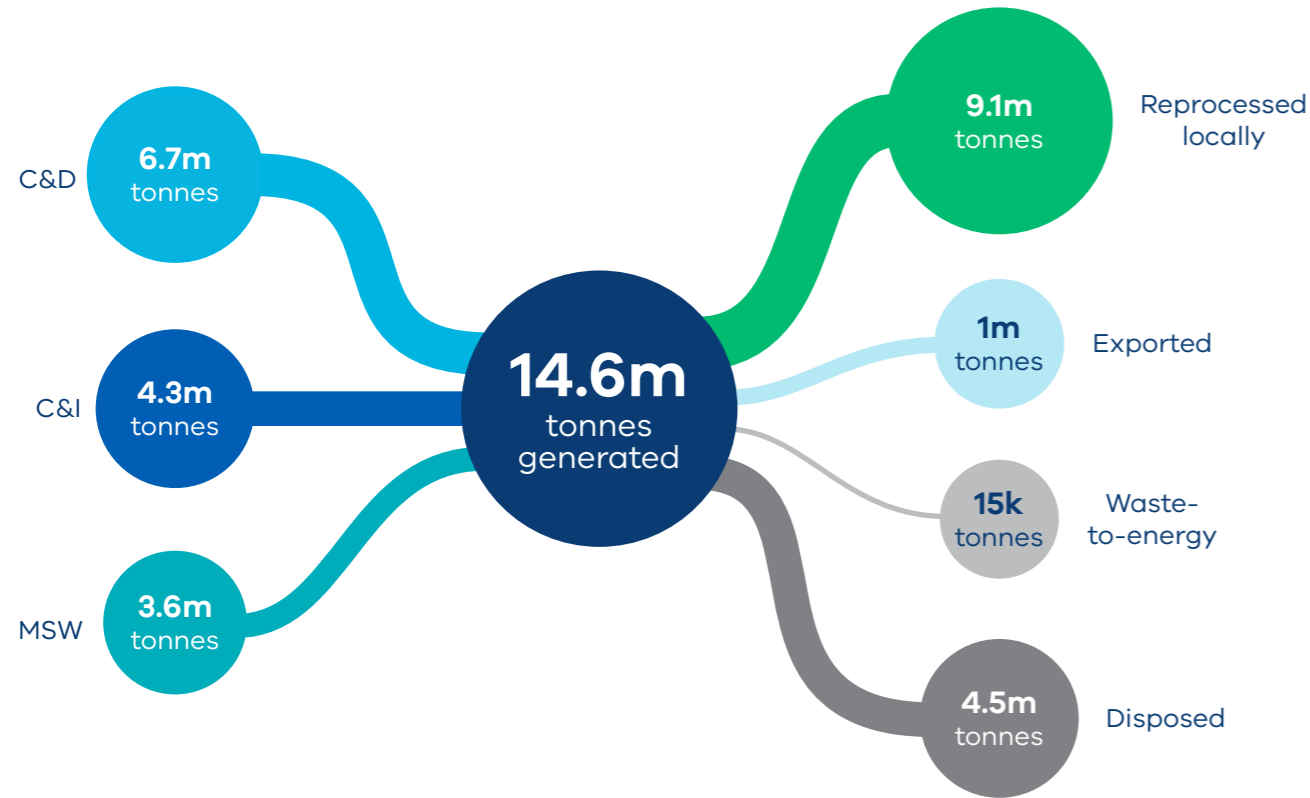 C&D
6.7m
tonnes
C&I
4.3m
tonnes
MSW
3.6m
tonnes
14.6m
tonnes
generated
9.1m
tonnes
Reprocessed
locally
1m
tonnes
Exported
15k
tonnes
Waste-
to-energy
4.5m
tonnes
Disposed